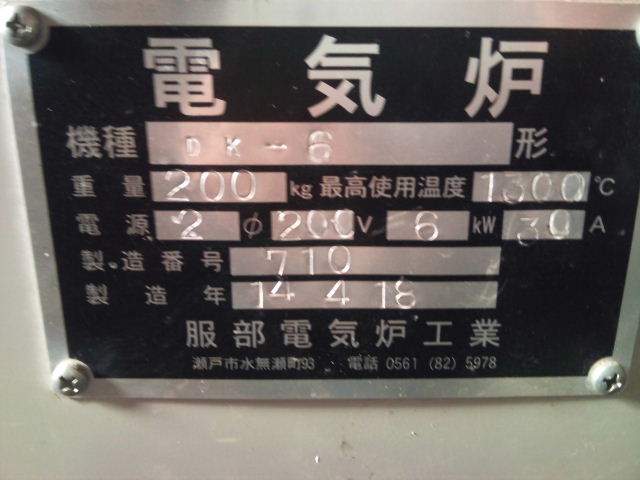 電気炉
機種 DK-6 形
重量 200 kg 最高使用温度 1300 ℃
電源 2 φ 200 V 6 kW 30 A
製造番号 710
製造年 14 4 18
服部電気炉工業
瀬戸市水無瀬町93 電話 0561 (82) 5978